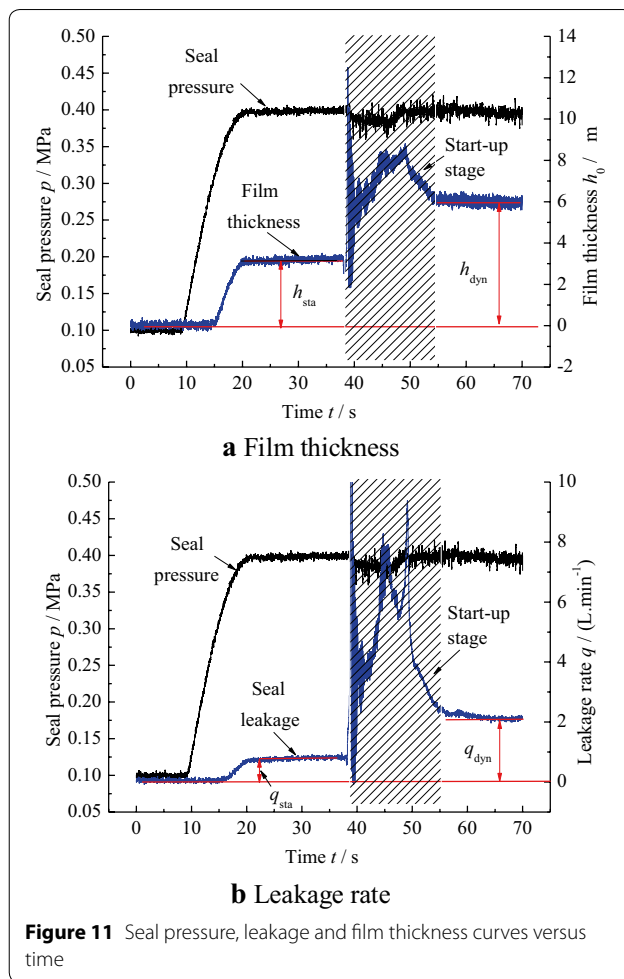 0.50
0.45
0.40
0.35
0.30
0.25
0.20
0.15
0.10
0.05
Seal pressure p / MPa
14
12
10
8
6
4
2
0
-2
Film thickness h0 / m
Seal
pressure
Film
thickness
Start-up
stage
hsta
hdyn
0 10 20 30 40 50 60 70
Time t / s
a Film thickness
0.50
0.45
0.40
0.35
0.30
0.25
0.20
0.15
0.10
0.05
Seal pressure p / MPa
10
8
6
4
2
0
Leakage rate q / (L.min-1)
Seal
pressure
Seal
leakage
Start-up
stage
qsta
qdyn
0 10 20 30 40 50 60 70
Time t / s
b Leakage rate
Figure 11 Seal pressure, leakage and film thickness curves versus
time